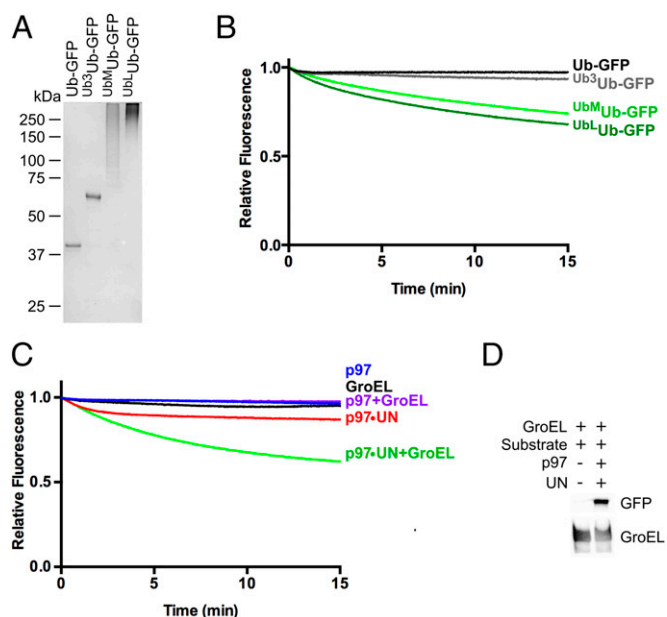 A
Ub-GFP
Ub3Ub-GFP
UbMUb-GFP
UbLUb-GFP
kDa
250
150
100
75
50
37
25
B
Relative Fluorescence
1.0
0.5
0.0
0
5
10
15
Time (min)
Ub-GFP
Ub3Ub-GFP
UbMUb-GFP
UbLUb-GFP
C
Relative Fluorescence
1.0
0.5
0.0
0
5
10
15
Time (min)
p97
GroEL
p97+GroEL
p97•UN
p97•UN+GroEL
D
GroEL + +
Substrate + +
p97 - +
UN - +
GFP
GroEL